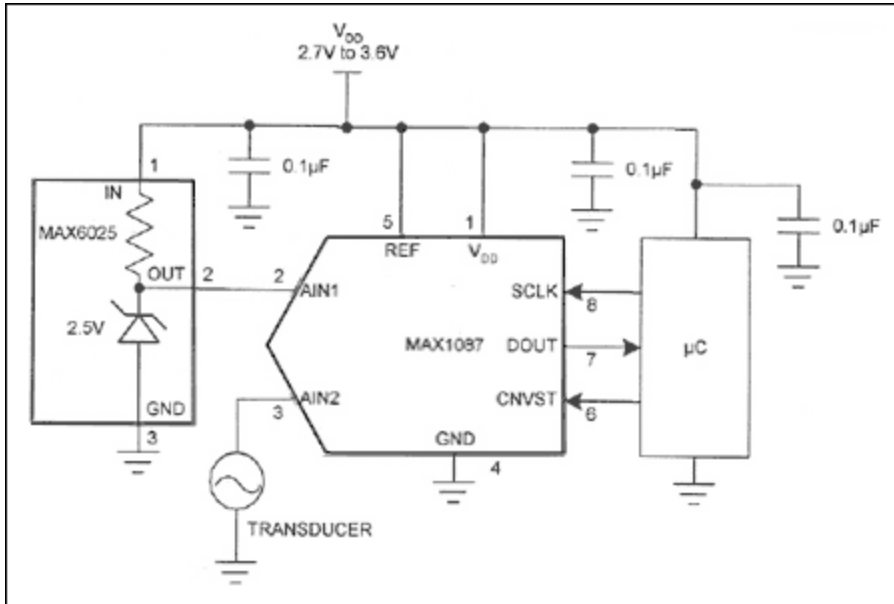 VDD
2.7V to 3.6V
1
0.1µF
0.1µF
0.1µF
IN
MAX6025
OUT
2
2.5V
GND
3
5
1
REF
VDD
2
AIN1
SCLK
8
MAX1087
DOUT
7
µC
AIN2
3
CNVST
6
GND
4
TRANSDUCER